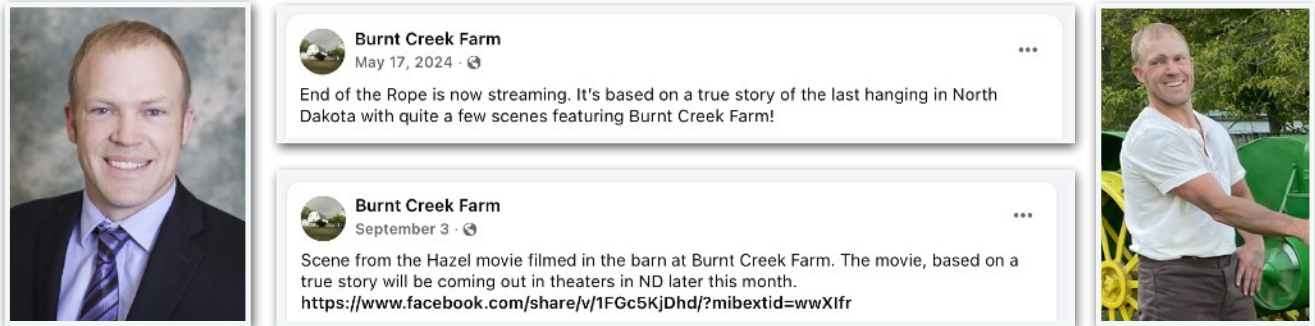 Burnt Creek Farm
May 17, 2024 ·
End of the Rope is now streaming. It's based on a true story of the last hanging in North
Dakota with quite a few scenes featuring Burnt Creek Farm!
Burnt Creek Farm
September 3 ·
Scene from the Hazel movie filmed in the barn at Burnt Creek Farm. The movie, based on a
true story will be coming out in theaters in ND later this month.
https://www.facebook.com/share/v/1FGc5KjDhd/?mibextid=wwXIfr